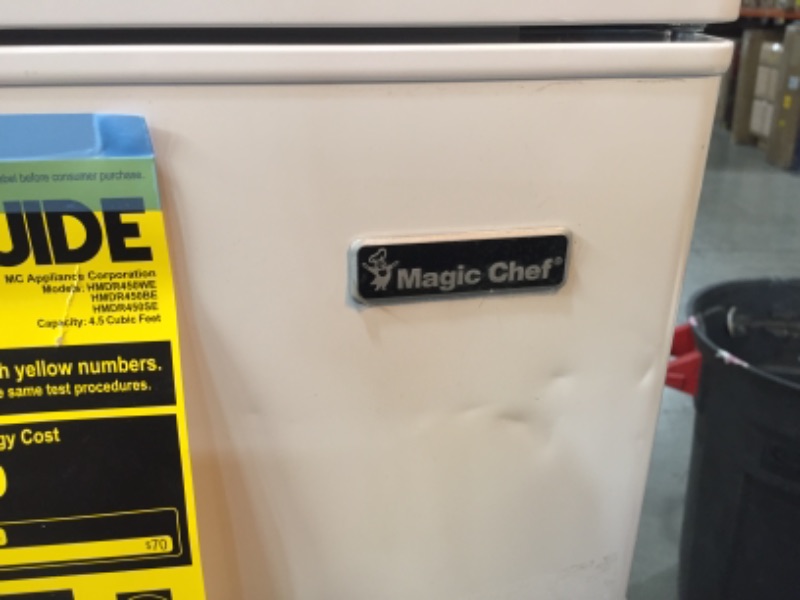 label before consumer purchase.
UIDE
MC Appliance Corporation
Models: HMDR450WE
HMDR450BE
HMDR450SE
Capacity: 4.5 Cubic Feet
h yellow numbers.
same test procedures.
gy Cost
$70
Magic Chef®